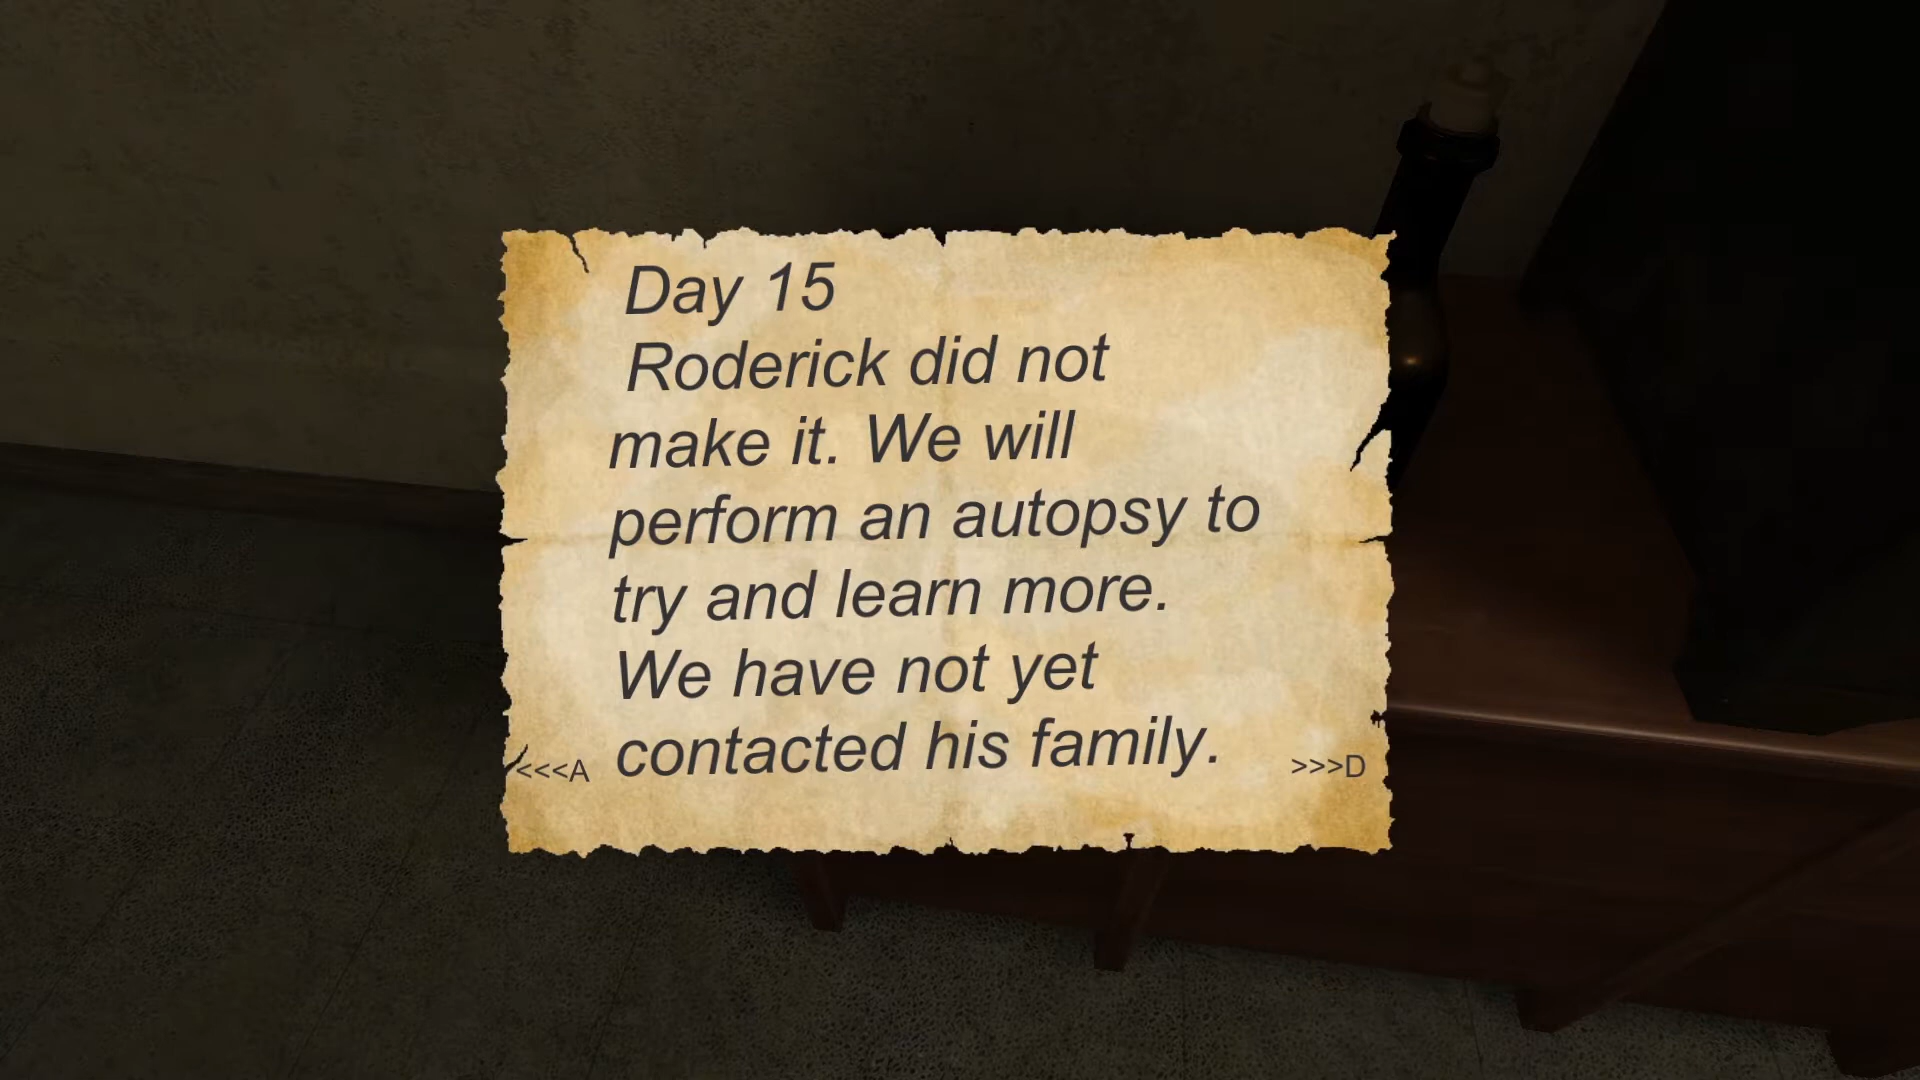 Day 15
Roderick did not
make it. We will
perform an autopsy to
try and learn more.
We have not yet
contacted his family.
<<<A
>>>D